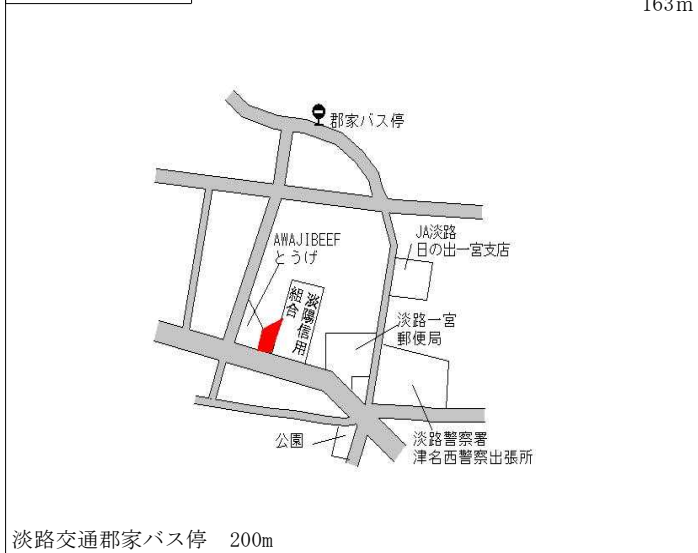 163m
郡家バス停
AWAJIBEEF
とうげ
JA淡路
日の出一宮支店
淡陽信用
組合
淡路一宮
郵便局
公園
淡路警察署
津名西警察出張所
淡路交通郡家バス停　200m